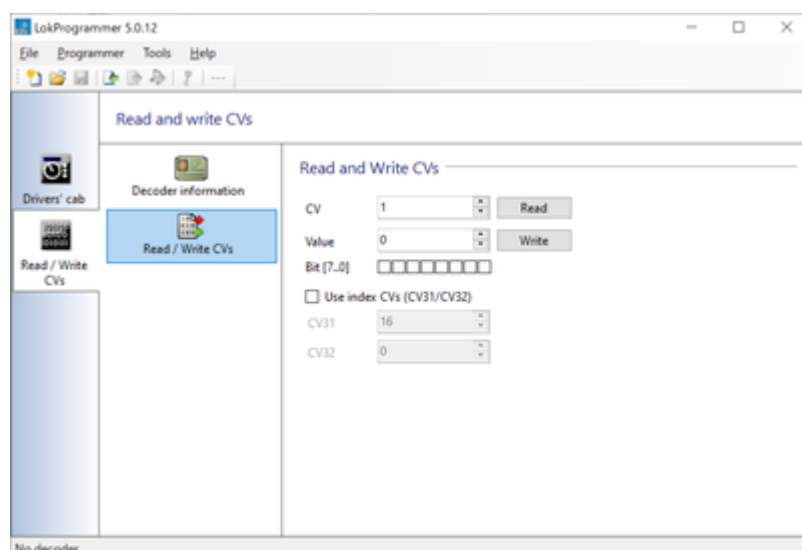 LokProgrammer 5.0.12
File Programmer Tools Help
Read and write CVs
Drivers' cab
Read / Write
CVs
Decoder information
Read / Write CVs
Read and Write CVs
CV 1 Read
Value 0 Write
Bit [7..0]
Use index CVs (CV31/CV32)
CV31 16
CV32 0
No decoder